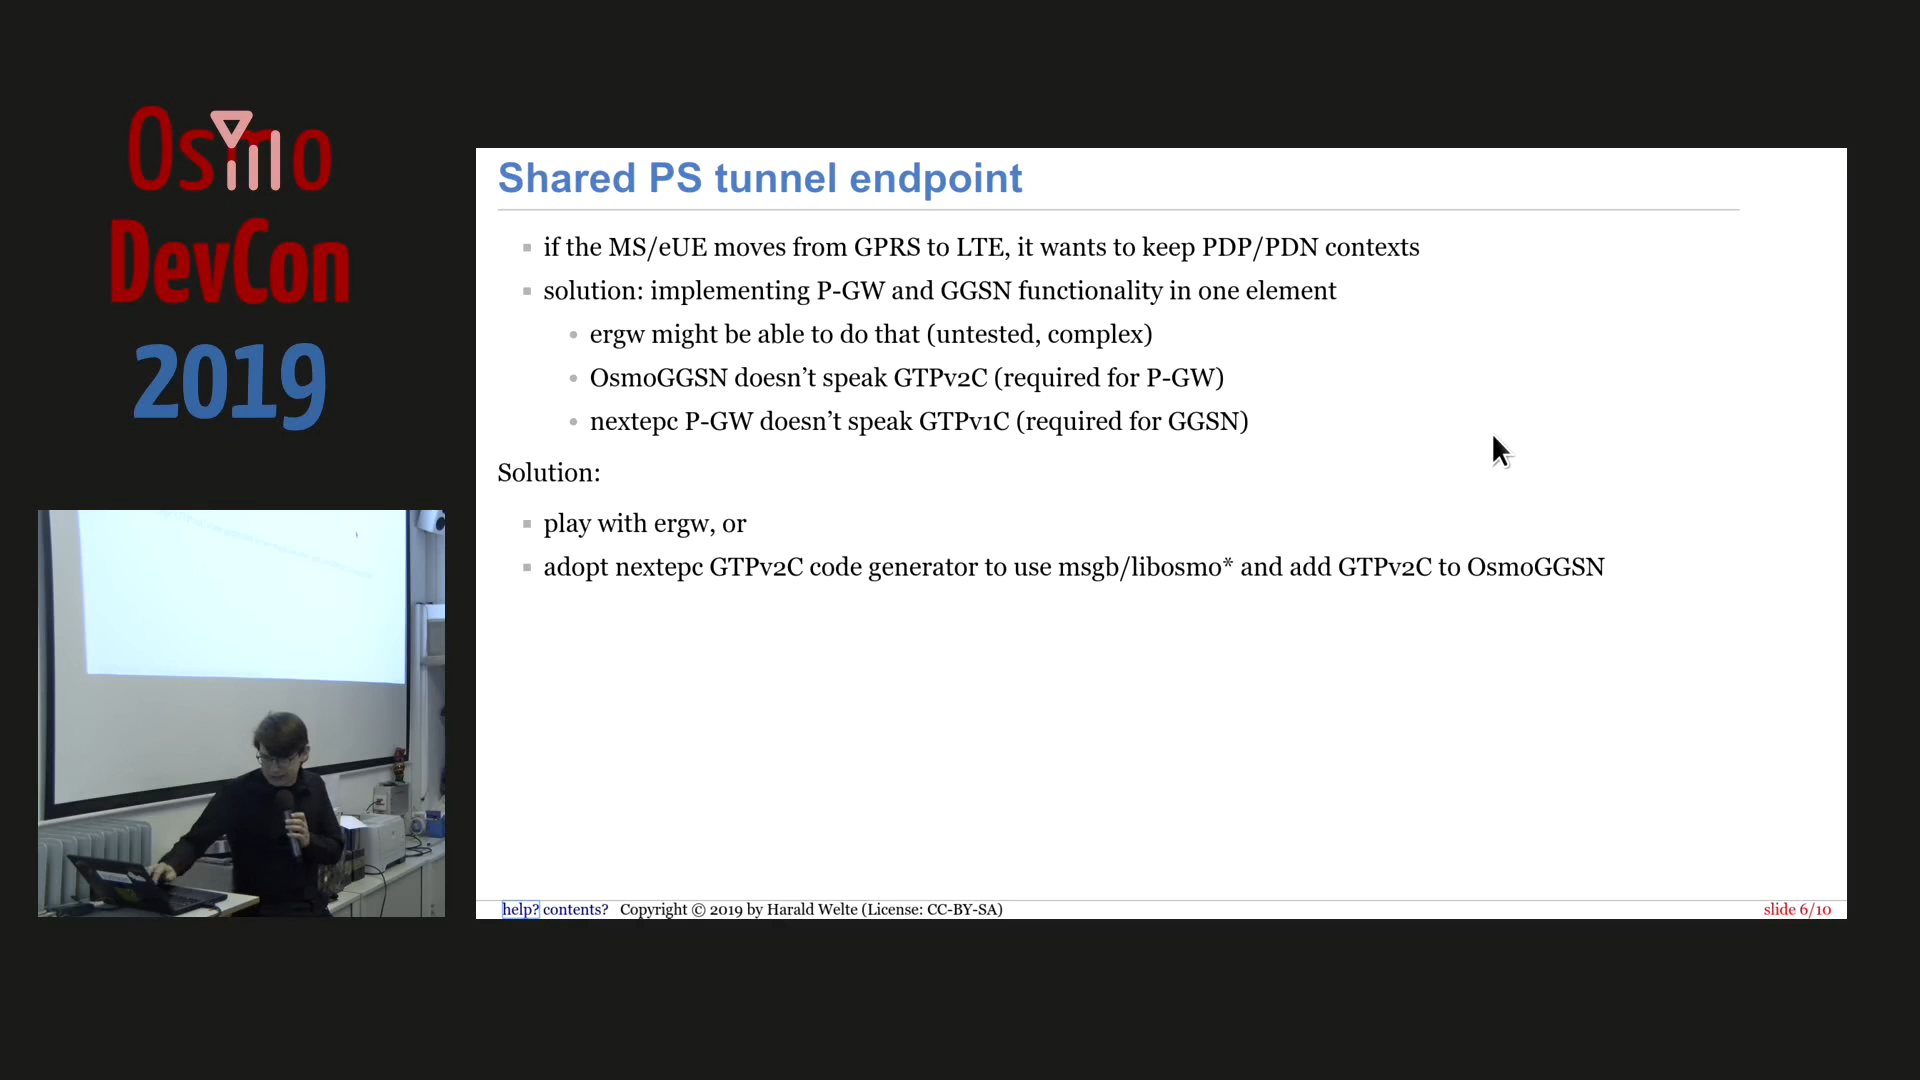 Osmo
DevCon
2019
Shared PS tunnel endpoint
if the MS/eUE moves from GPRS to LTE, it wants to keep PDP/PDN contexts
solution: implementing P-GW and GGSN functionality in one element
ergw might be able to do that (untested, complex)
OsmoGGSN doesn’t speak GTPv2C (required for P-GW)
nextepc P-GW doesn’t speak GTPv1C (required for GGSN)
Solution:
play with ergw, or
adopt nextepc GTPv2C code generator to use msgb/libosmo* and add GTPv2C to OsmoGGSN
help? contents? Copyright © 2019 by Harald Welte (License: CC-BY-SA)
slide 6/10